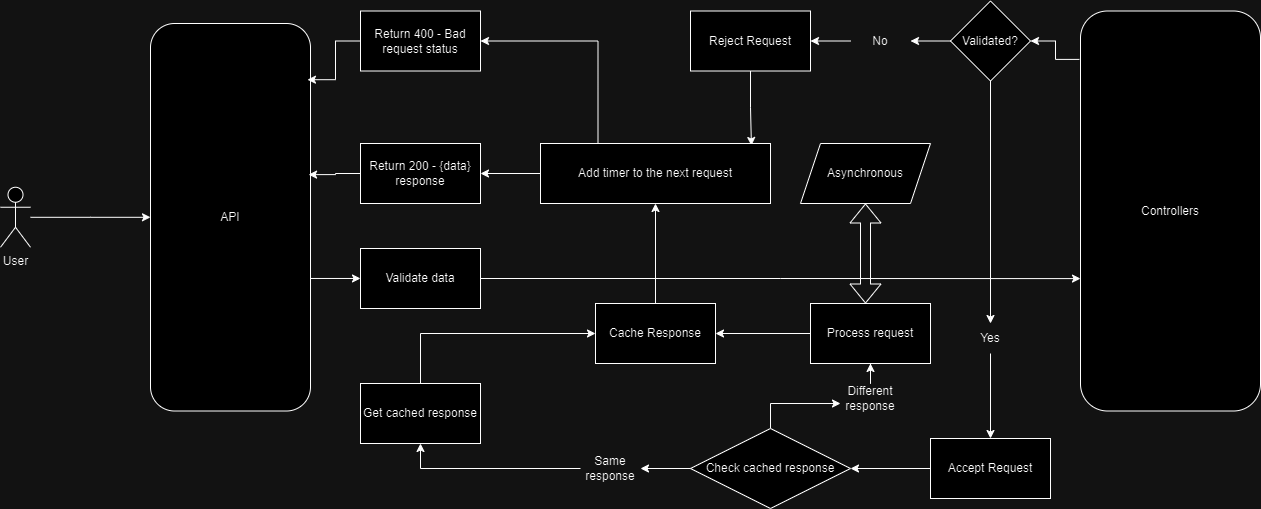 Return 400 - Bad
request status
Reject Request
No
Validated?
Return 200 - {data}
response
Add timer to the next request
Asynchronous
User
API
Controllers
Validate data
Cache Response
Process request
Yes
Get cached response
Different
response
Same
response
Check cached response
Accept Request